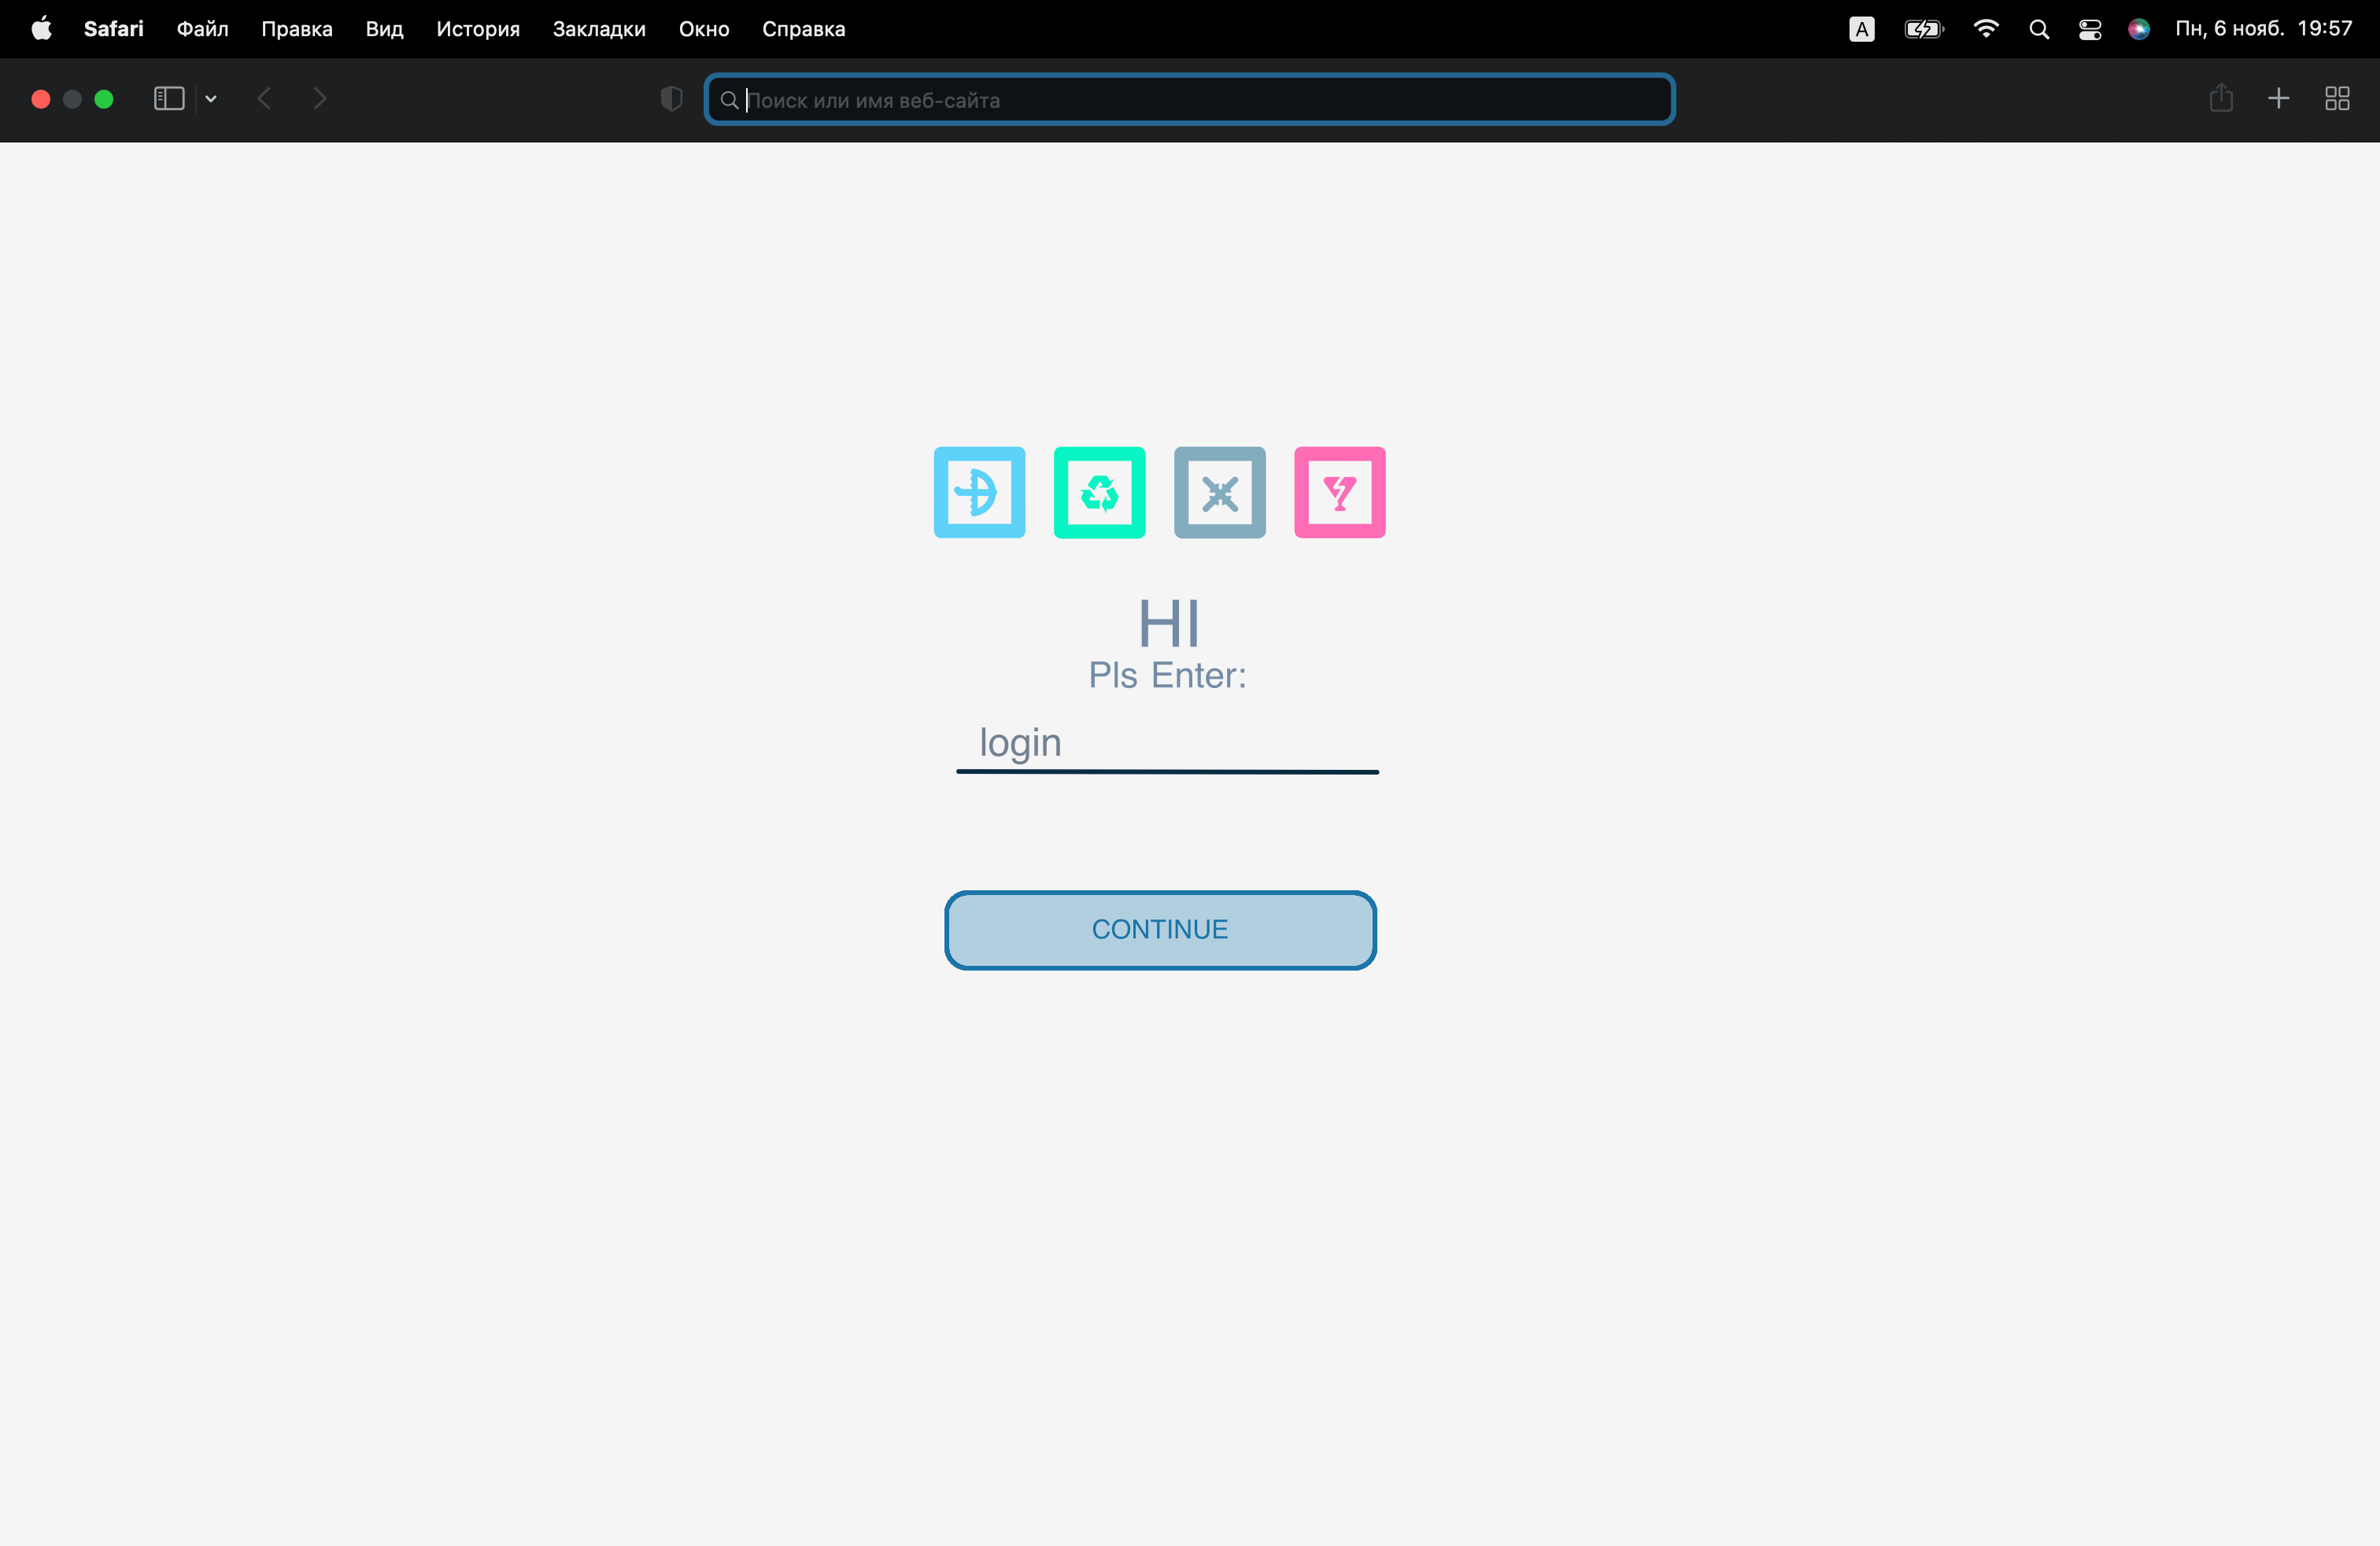 Safari Файл Правка Вид История Закладки Окно Справка A Пн, 6 нояб. 19:57
Поиск или имя веб-сайта
HI
Pls Enter:
login
CONTINUE